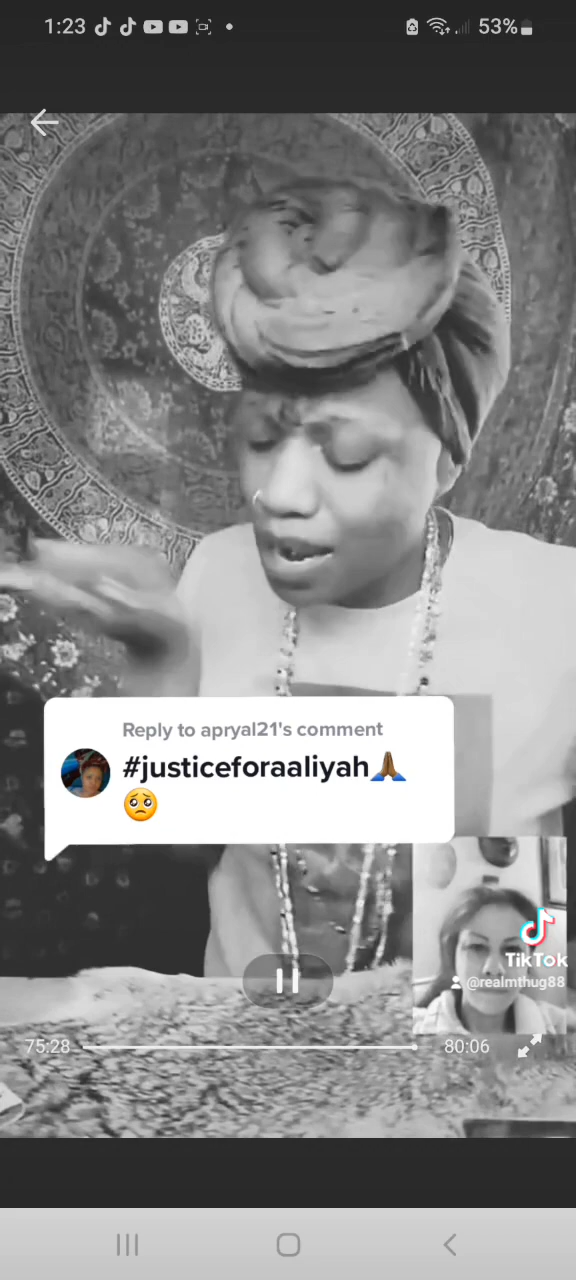 1:23
53%
Reply to apryal21's comment
#justiceforaaliyah🙏🏾
🥺
TikTok
@realmthug88
75:28
80:06